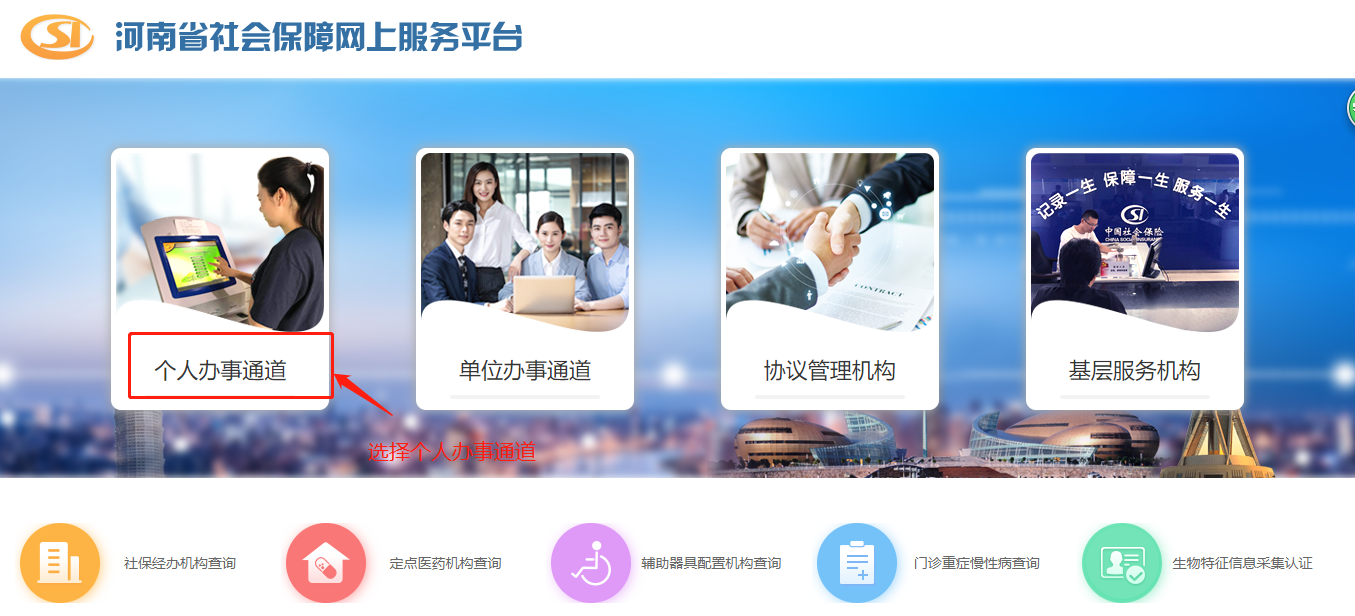 河南省社会保障网上服务平台
记录一生 保障一生 服务一生
中国社会保险
CONTRACT
个人办事通道
单位办事通道
协议管理机构
基层服务机构
选择个人办事通道
社保经办机构查询
定点医药机构查询
辅助器具配置机构查询
门诊重症慢性病查询
生物特征信息采集认证